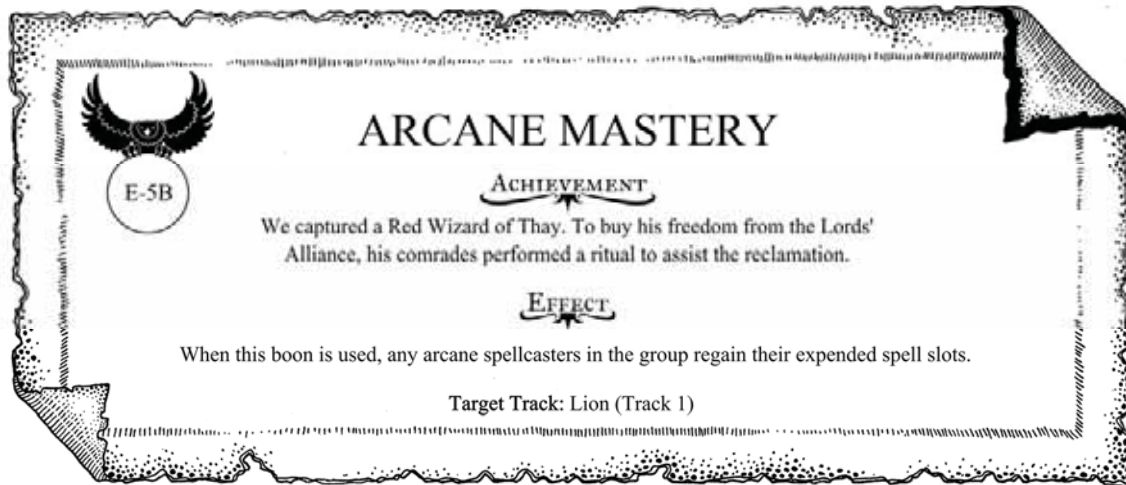 ARCANE MASTERY
E-5B
ACHIEVEMENT
We captured a Red Wizard of Thay. To buy his freedom from the Lords'
Alliance, his comrades performed a ritual to assist the reclamation.
EFFECT
When this boon is used, any arcane spellcasters in the group regain their expended spell slots.
Target Track: Lion (Track 1)